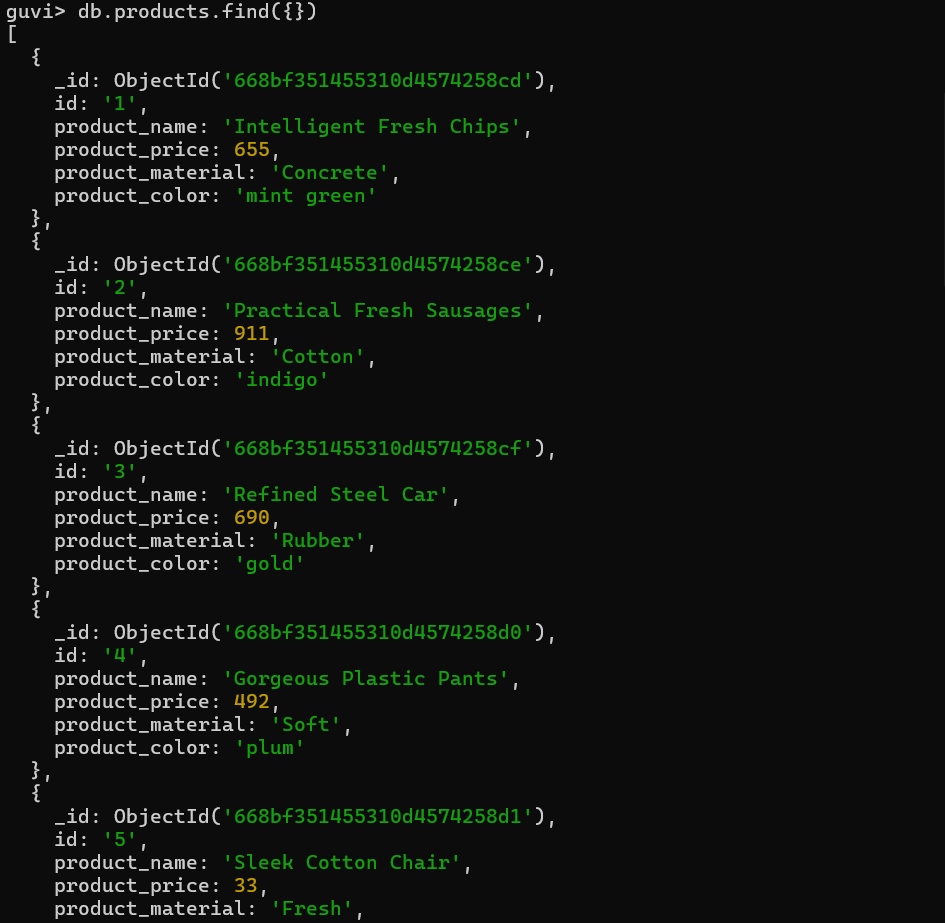 guvi> db.products.find({})
[
  {
    _id: ObjectId('668bf351455310d4574258cd'),
    id: '1',
    product_name: 'Intelligent Fresh Chips',
    product_price: 655,
    product_material: 'Concrete',
    product_color: 'mint green'
  },
  {
    _id: ObjectId('668bf351455310d4574258ce'),
    id: '2',
    product_name: 'Practical Fresh Sausages',
    product_price: 911,
    product_material: 'Cotton',
    product_color: 'indigo'
  },
  {
    _id: ObjectId('668bf351455310d4574258cf'),
    id: '3',
    product_name: 'Refined Steel Car',
    product_price: 690,
    product_material: 'Rubber',
    product_color: 'gold'
  },
  {
    _id: ObjectId('668bf351455310d4574258d0'),
    id: '4',
    product_name: 'Gorgeous Plastic Pants',
    product_price: 492,
    product_material: 'Soft',
    product_color: 'plum'
  },
  {
    _id: ObjectId('668bf351455310d4574258d1'),
    id: '5',
    product_name: 'Sleek Cotton Chair',
    product_price: 33,
    product_material: 'Fresh',